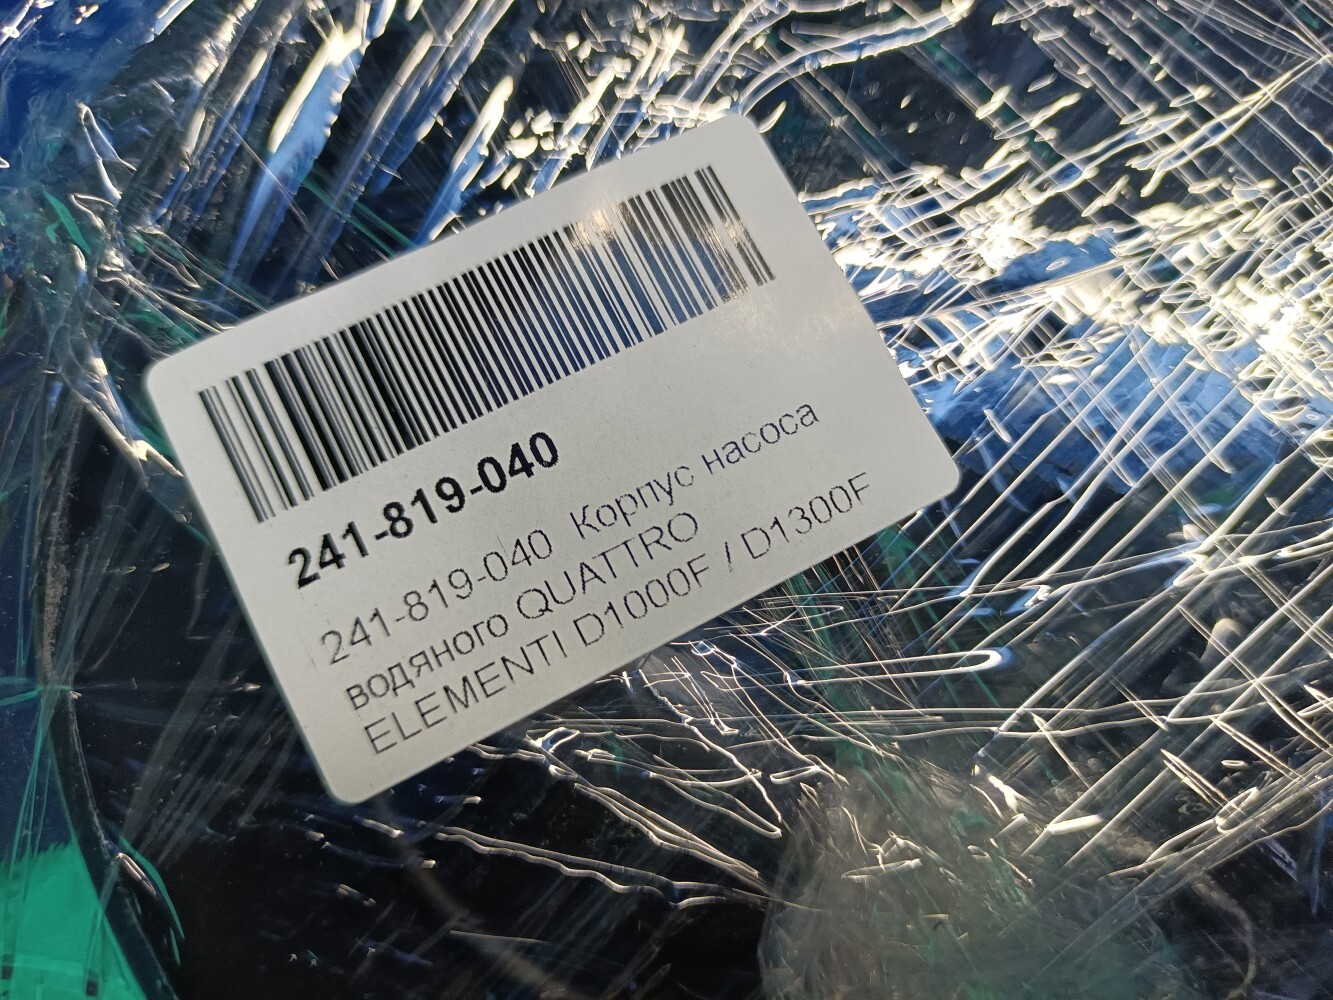 241-819-040
241-819-040 Корпус насоса
водяного QUATTRO
ELEMENTI D1000F / D1300F